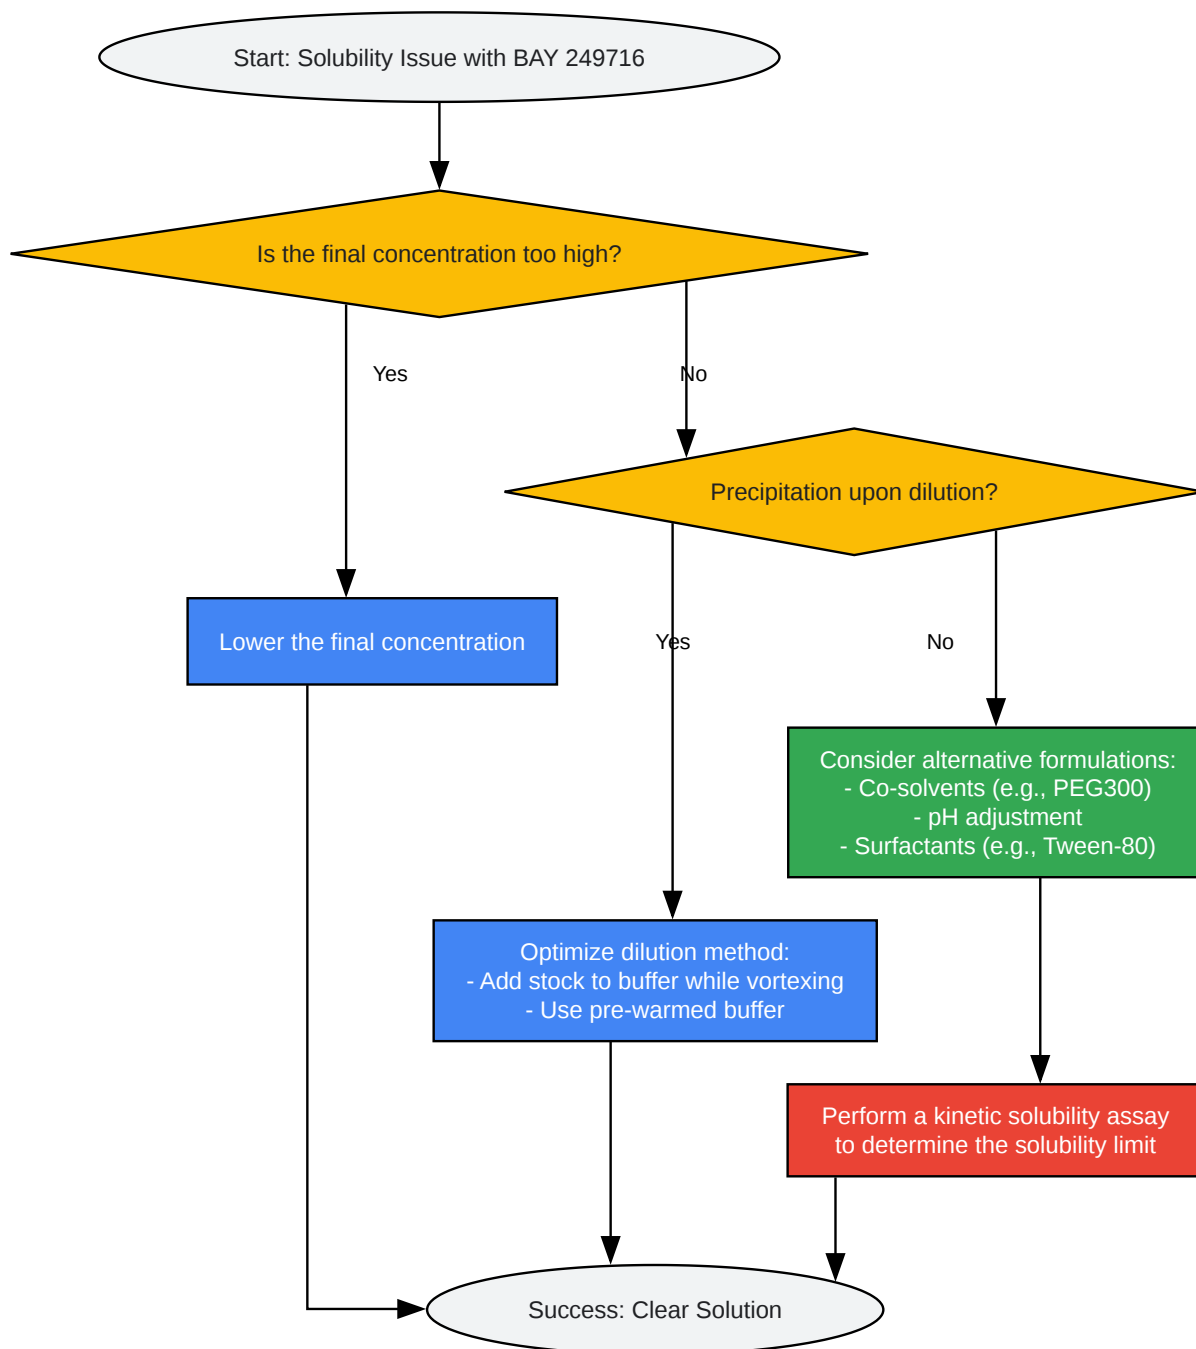 Start: Solubility Issue with BAY 249716
Is the final concentration too high?
Yes
No
Precipitation upon dilution?
Lower the final concentration
Yes
No
Consider alternative formulations:
- Co-solvents (e.g., PEG300)
- pH adjustment
- Surfactants (e.g., Tween-80)
Optimize dilution method:
- Add stock to buffer while vortexing
- Use pre-warmed buffer
Perform a kinetic solubility assay
to determine the solubility limit
Success: Clear Solution